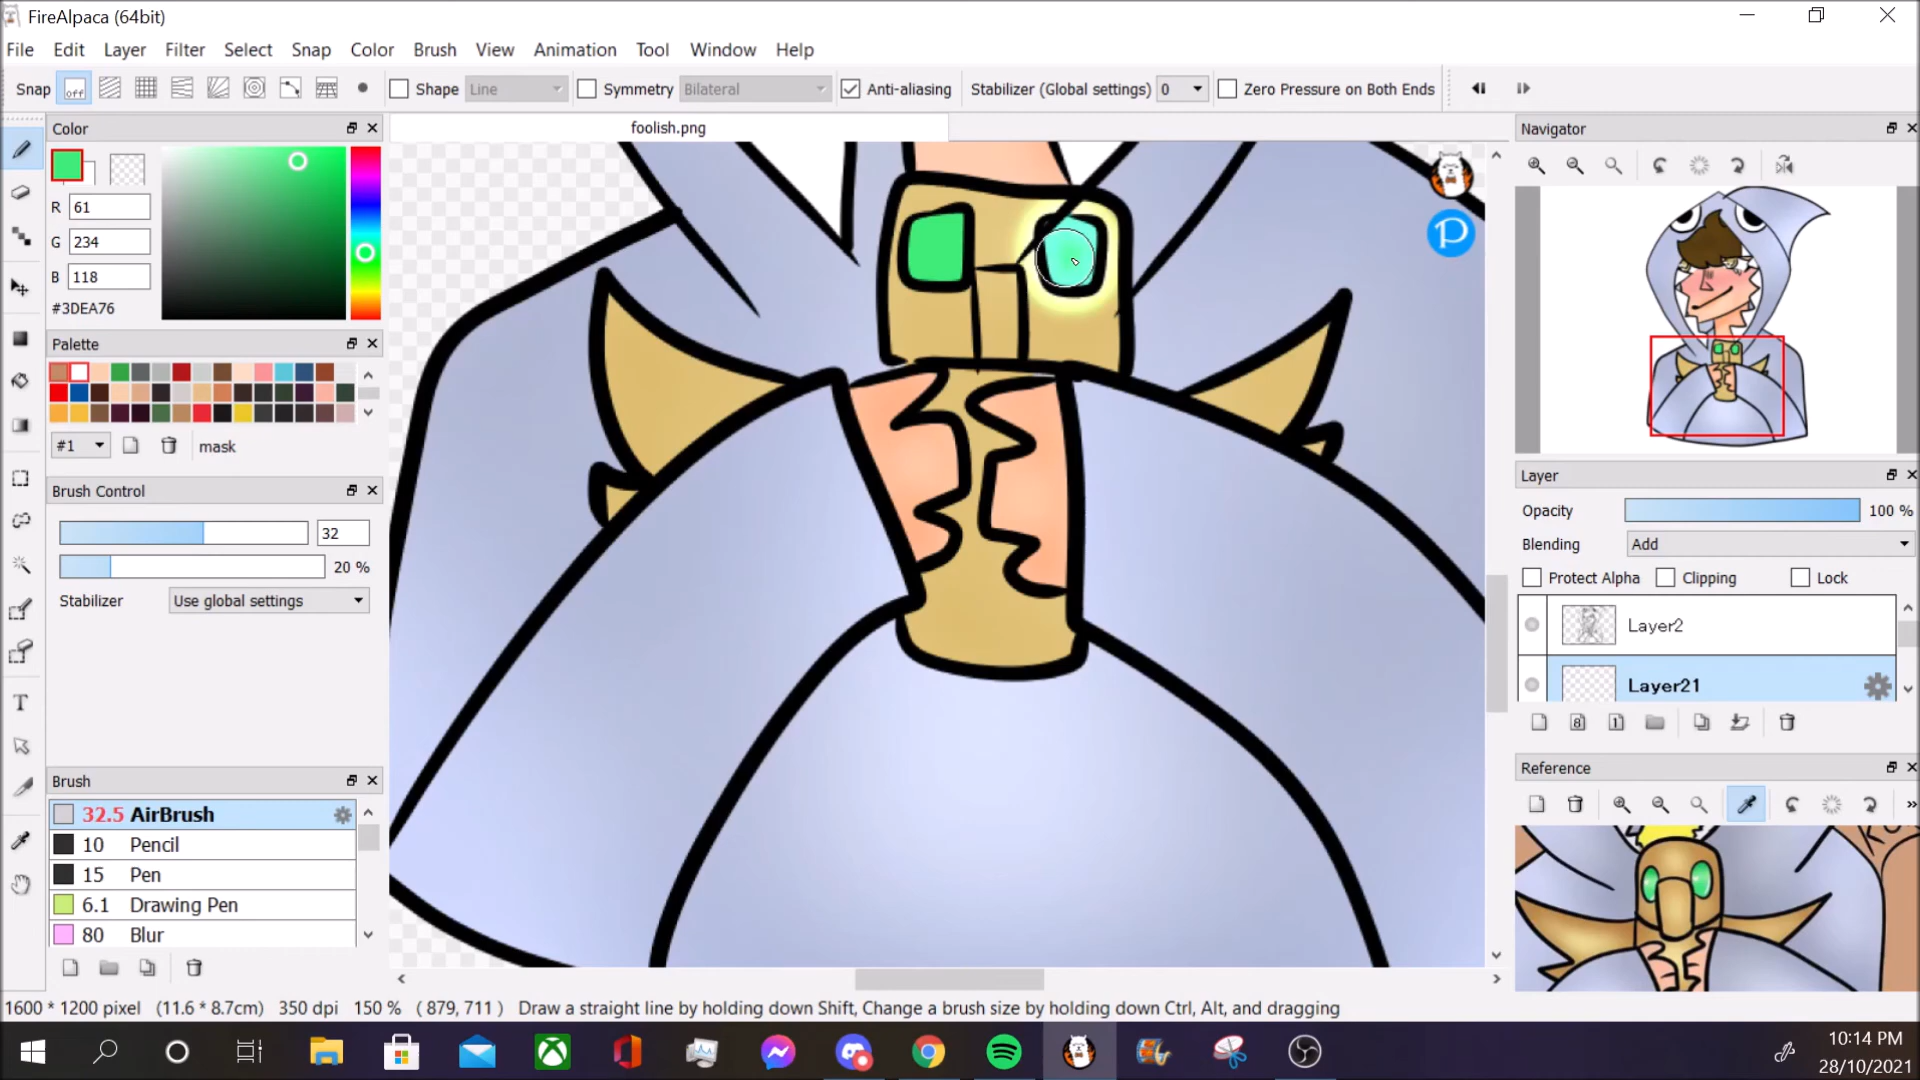 FireAlpaca (64bit)
File Edit Layer Filter Select Snap Color Brush View Animation Tool Window Help
Snap off Shape Line Symmetry Bilateral Anti-aliasing Stabilizer (Global settings) 0 Zero Pressure on Both Ends
Color
foolish.png
Navigator
R 61
G 234
B 118
#3DEA76
Palette
#1 mask
Brush Control
32
20 %
Stabilizer Use global settings
Layer
Opacity 100 %
Blending Add
Protect Alpha Clipping Lock
Layer2
Layer21
8 1
T
Brush
32.5 AirBrush
10 Pencil
15 Pen
6.1 Drawing Pen
80 Blur
Reference
1600 * 1200 pixel (11.6 * 8.7cm) 350 dpi 150 % ( 879, 711 ) Draw a straight line by holding down Shift, Change a brush size by holding down Ctrl, Alt, and dragging
10:14 PM
28/10/2021